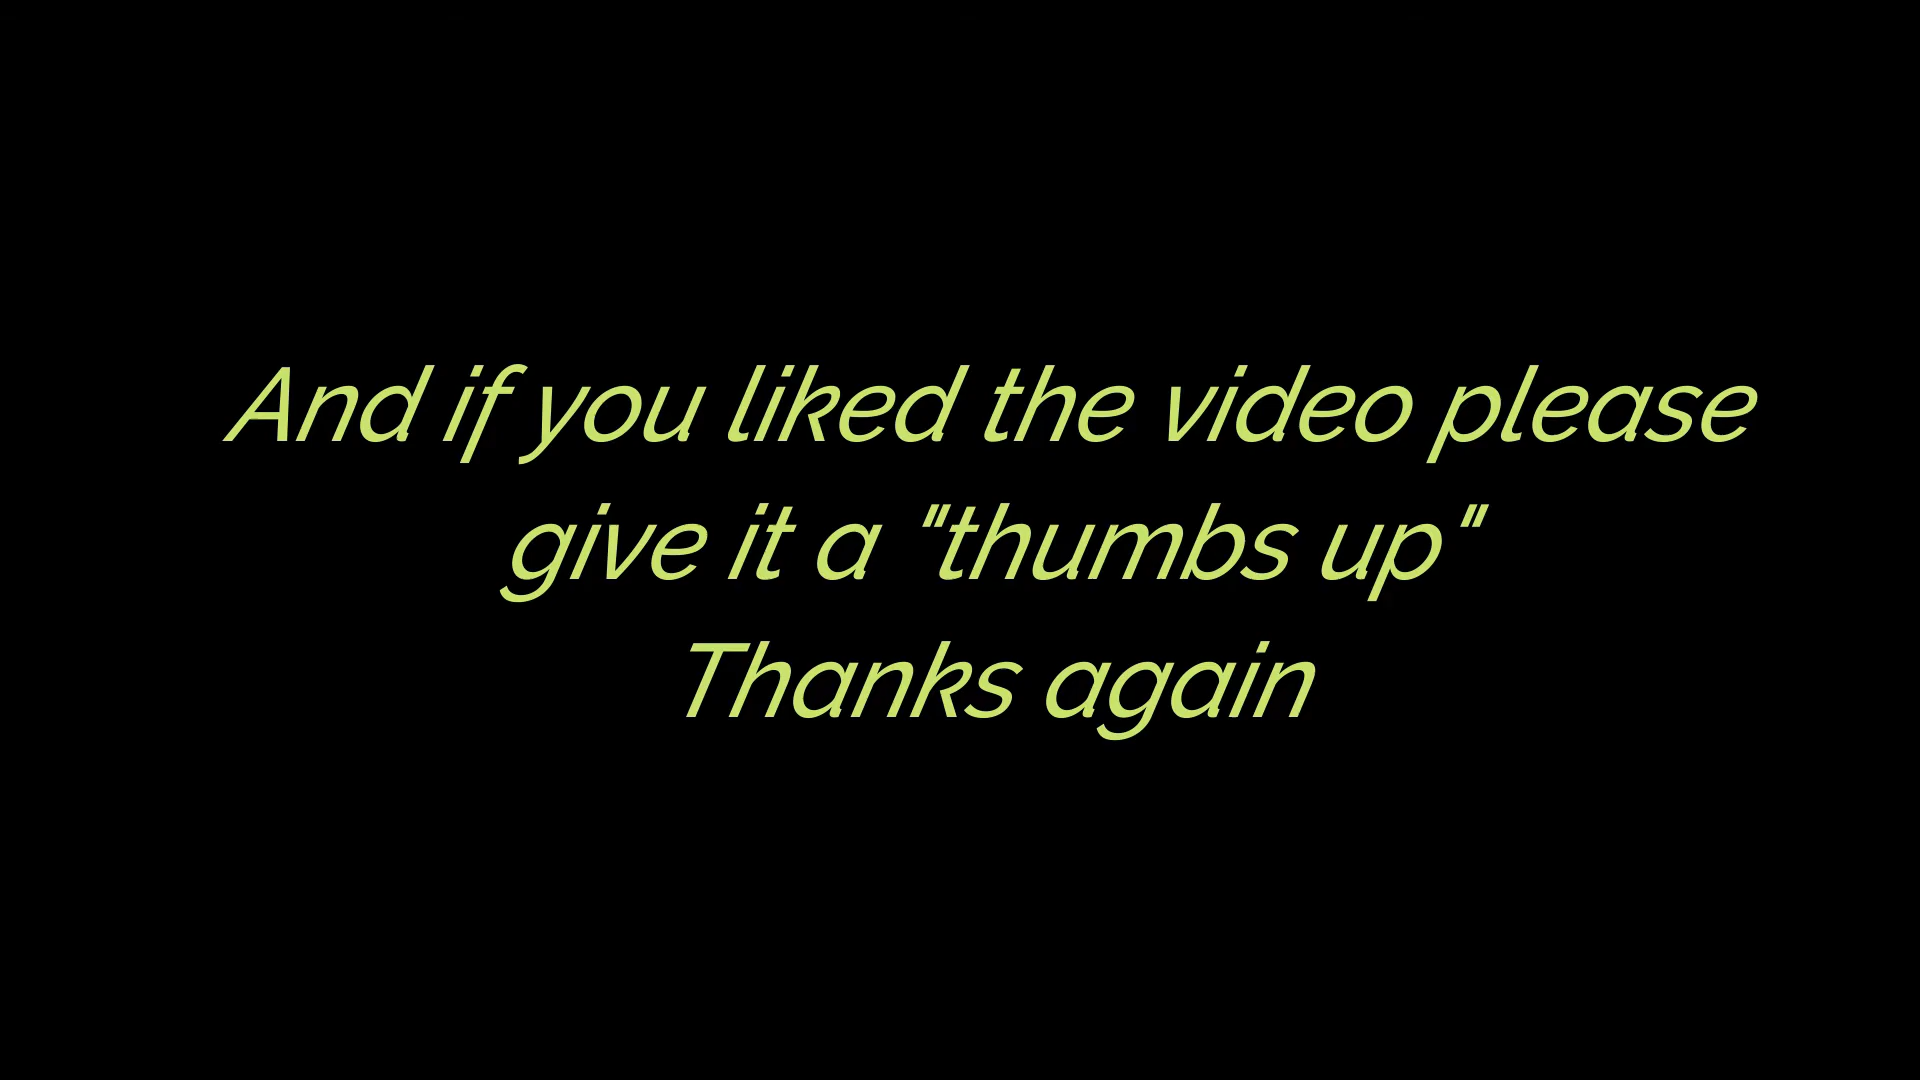 And if you liked the video please
give it a "thumbs up"
Thanks again